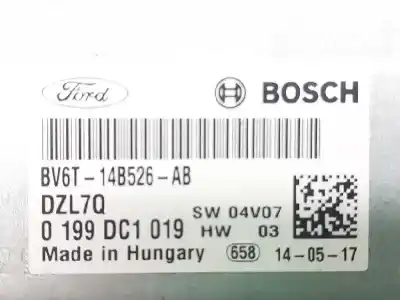 Ford BOSCH
BV6T-14B526-AB
DZL7Q SW 04V07
0 199 DC1 019 HW 03
Made in Hungary 658 14-05-17